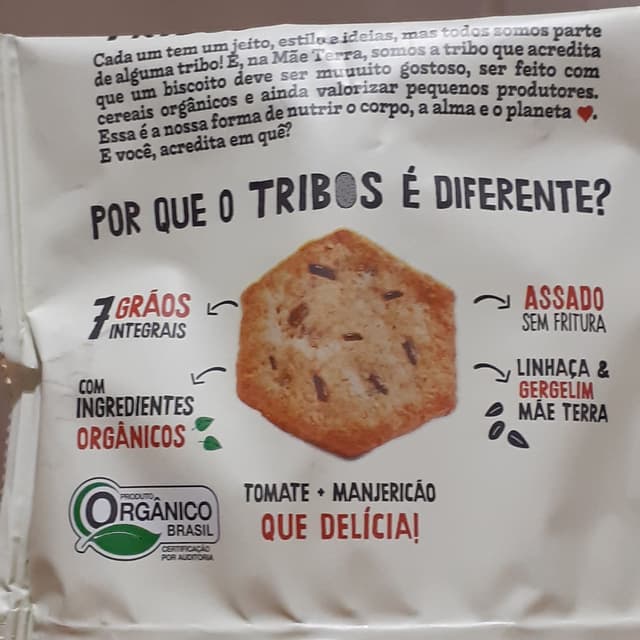 Cada um tem um jeito, estilo e ideias, mas todos somos parte
de alguma tribo! E, na Mãe Terra, somos a tribo que acredita
que um biscoito deve ser muuuito gostoso, ser feito com
cereais orgânicos e ainda valorizar pequenos produtores.
Essa é a nossa forma de nutrir o corpo, a alma e o planeta ♥.
E você, acredita em quê?
POR QUE O TRIBOS É DIFERENTE?
7 GRÃOS
INTEGRAIS
COM
INGREDIENTES
ORGÂNICOS
ASSADO
SEM FRITURA
LINHAÇA &
GERGELIM
MÃE TERRA
PRODUTO
ORGÂNICO
BRASIL
CERTIFICAÇÃO
POR AUDITORIA
TOMATE + MANJERICÃO
QUE DELÍCIA!